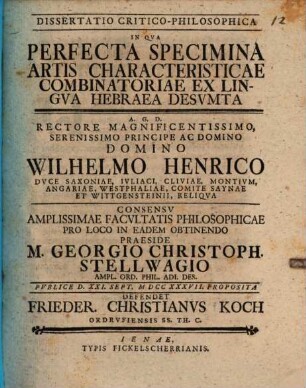 12
DISSERTATIO CRITICO-PHILOSOPHICA
IN QVA
PERFECTA SPECIMINA
ARTIS CHARACTERISTICAE
COMBINATORIAE EX LIN-
GVA HEBRAEA DESVMTA
A. G. D.
RECTORE MAGNIFICENTISSIMO,
SERENISSIMO PRINCIPE AC DOMINO
DOMINO
WILHELMO HENRICO
DVCE SAXONIAE, IVLIACI, CLIVIAE, MONTIVM,
ANGARIAE, WESTPHALIAE, COMITE SAYNAE
ET WITTGENSTEINII, RELIQVA
CONSENSV
AMPLISSIMAE FACVLTATIS PHILOSOPHICAE
PRO LOCO IN EADEM OBTINENDO
PRAESIDE
M. GEORGIO CHRISTOPH.
STELLWAGIO
AMPL. ORD. PHIL. ADI. DES.
PVBLICE D. XXI. SEPT. M DCC XXXVII. PROPOSITA
DEFENDET
FRIEDER. CHRISTIANVS KOCH
ORDRVFIENSIS SS. TH. C.
IENAE,
TYPIS FICKELSCHERRIANIS.